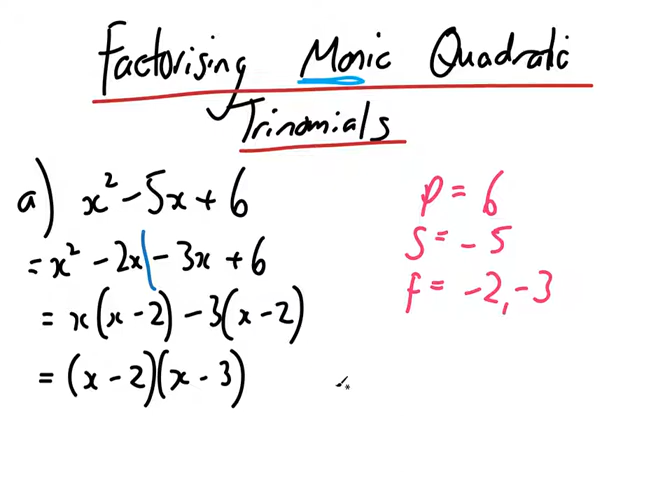 Factorising Monic Quadratic
Trinomials
a) x² - 5x + 6
= x² - 2x - 3x + 6
= x(x - 2) - 3(x - 2)
= (x - 2)(x - 3)
P = 6
S = -5
F = -2, -3